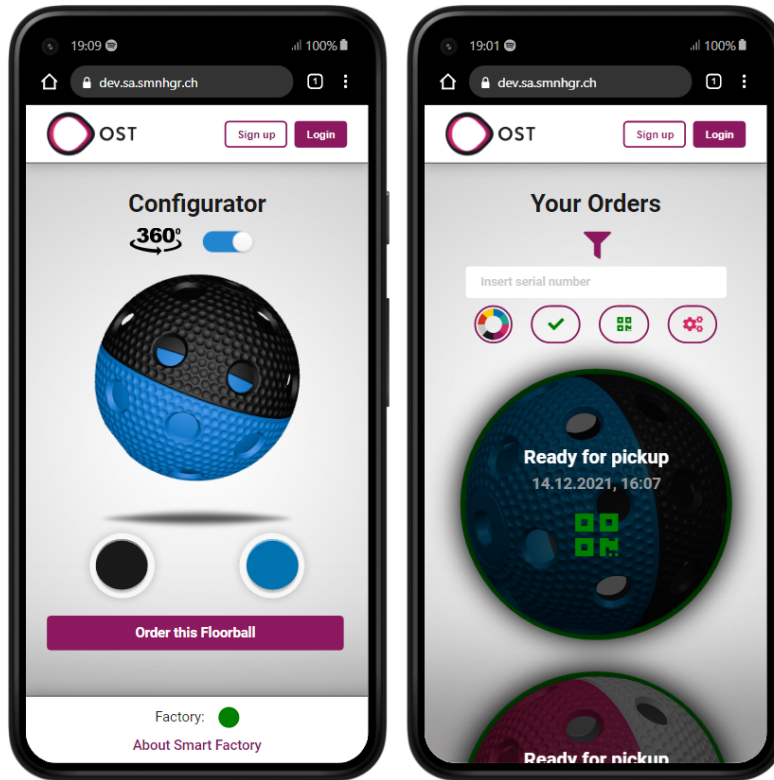 19:09
100%
dev.sa.smnhgr.ch
1
OST
Sign up
Login
Configurator
360°
Order this Floorball
Factory:
About Smart Factory
19:01
100%
dev.sa.smnhgr.ch
1
OST
Sign up
Login
Your Orders
Insert serial number
Ready for pickup
14.12.2021, 16:07
Ready for pickup